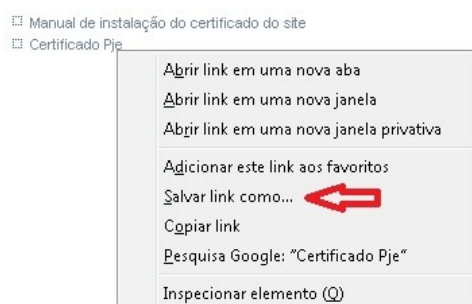 Manual de instalação do certificado do site
Certificado Pje
Abrir link em uma nova aba
Abrir link em uma nova janela
Abrir link em uma nova janela privativa
Adicionar este link aos favoritos
Salvar link como...
Copiar link
Pesquisa Google: "Certificado Pje"
Inspecionar elemento (Q)